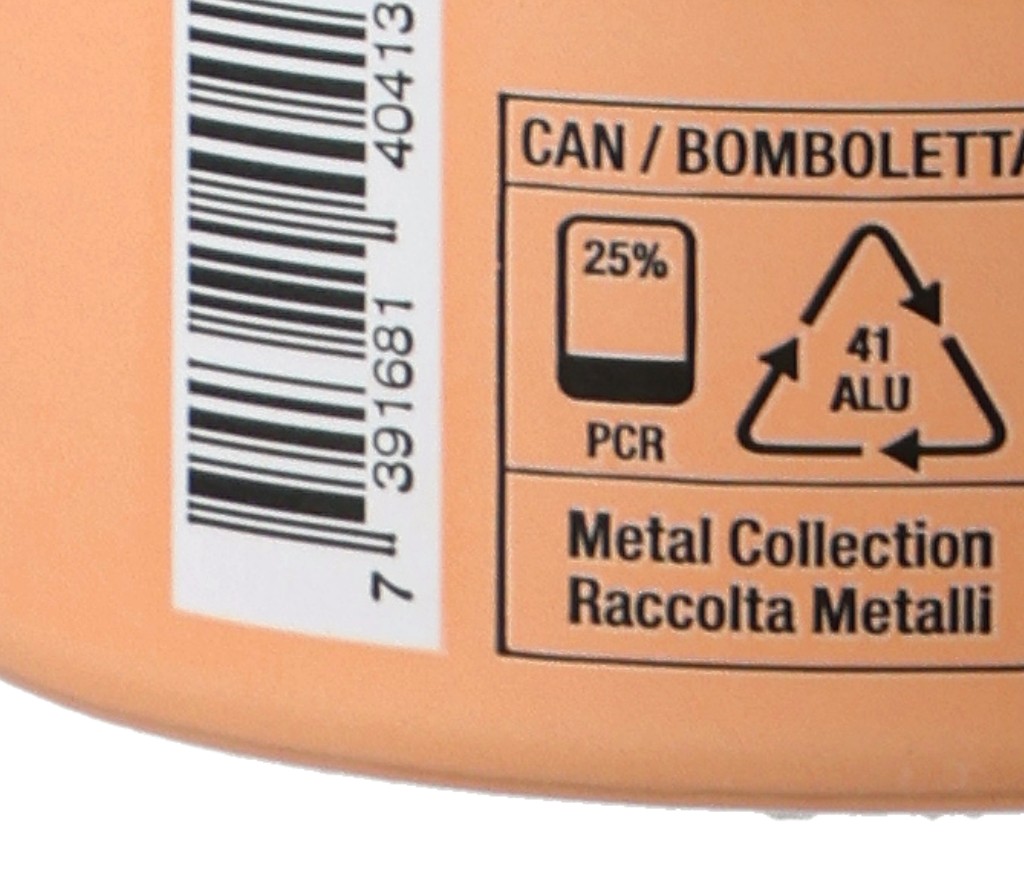 7 391681 40413
CAN / BOMBOLETTA
25%
PCR
41
ALU
Metal Collection
Raccolta Metalli